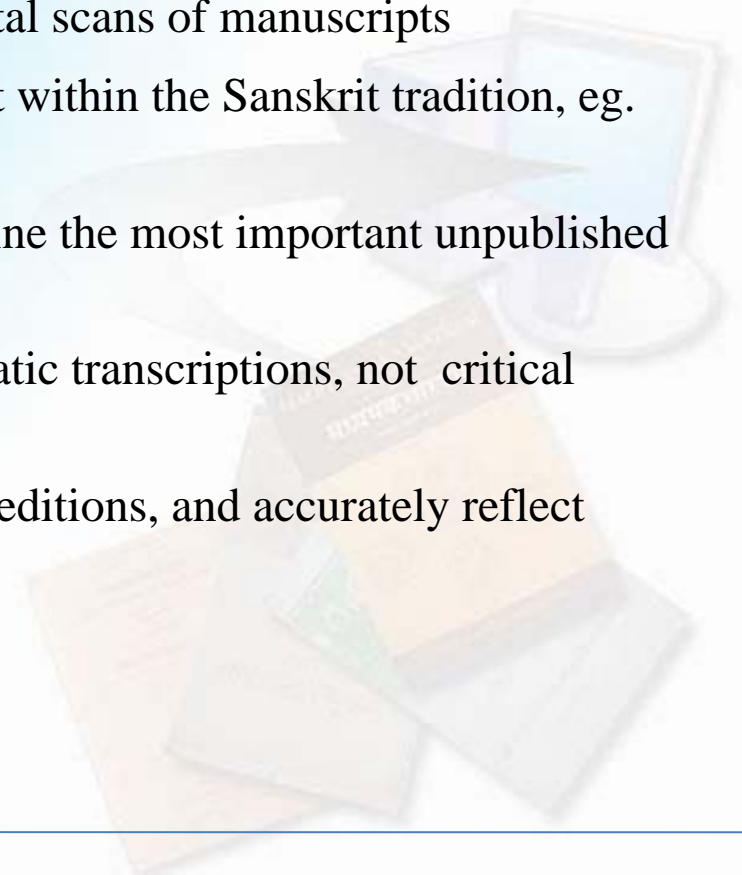 tal scans of manuscripts
t within the Sanskrit tradition, eg.
ine the most important unpublished
atic transcriptions, not critical
editions, and accurately reflect